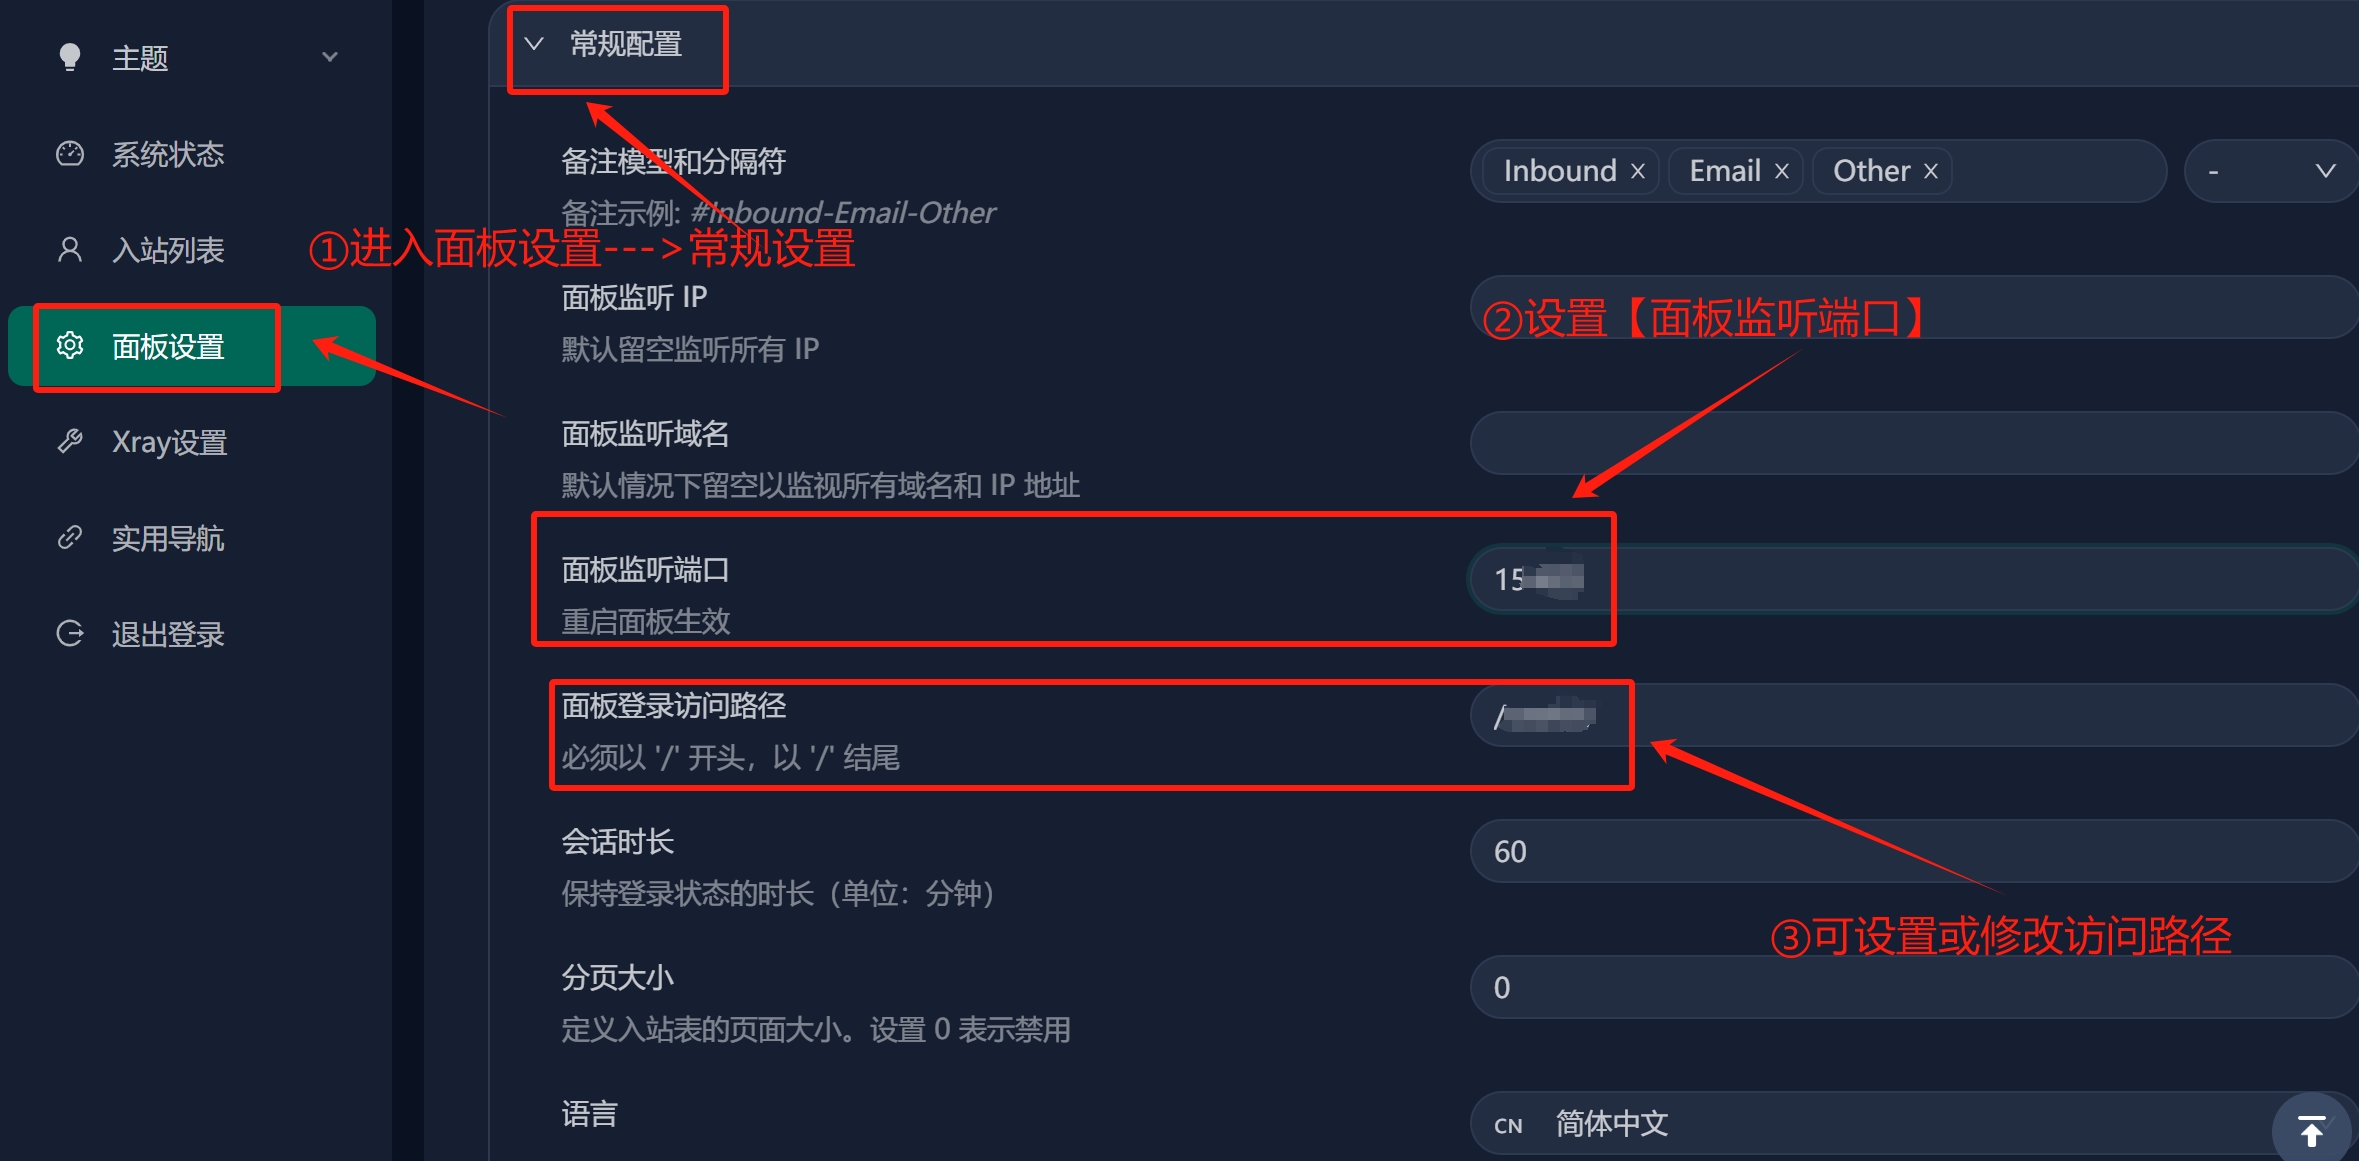 主题
系统状态
入站列表
面板设置
Xray设置
实用导航
退出登录
常规配置
备注模型和分隔符
备注示例: #Inbound-Email-Other
Inbound × Email × Other ×
-
①进入面板设置--->常规设置
面板监听 IP
默认留空监听所有 IP
②设置【面板监听端口】
面板监听域名
默认情况下留空以监视所有域名和 IP 地址
面板监听端口
重启面板生效
15
面板登录访问路径
必须以 '/' 开头，以 '/' 结尾
/
会话时长
保持登录状态的时长（单位：分钟）
60
③可设置或修改访问路径
分页大小
定义入站表的页面大小。设置 0 表示禁用
0
语言
CN 简体中文